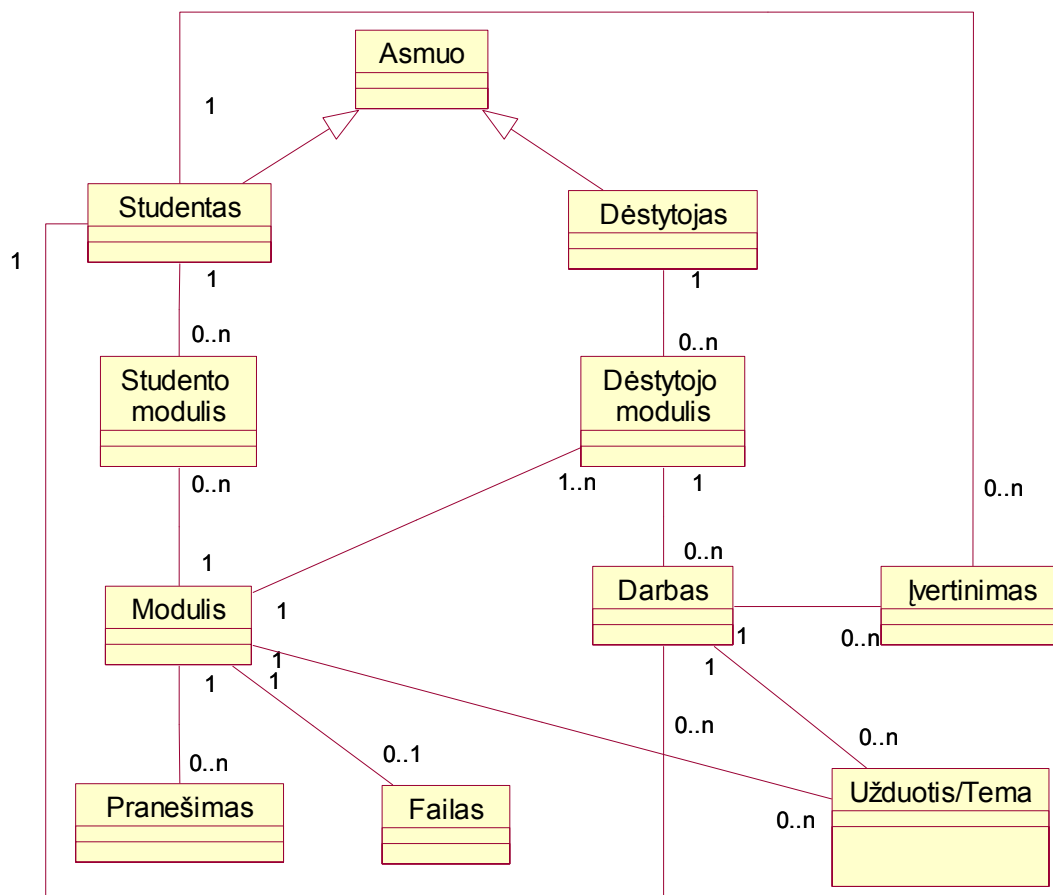 Asmuo
1
Studentas
Dėstytojas
1
1
1
0..n
0..n
Studento
modulis
Dėstytojo
modulis
0..n
1..n
1
0..n
1
0..n
Modulis
1
Darbas
Įvertinimas
1
0..n
1
1
1
1
0..n
0..n
0..n
0..1
Pranešimas
Failas
Užduotis/Tema
0..n